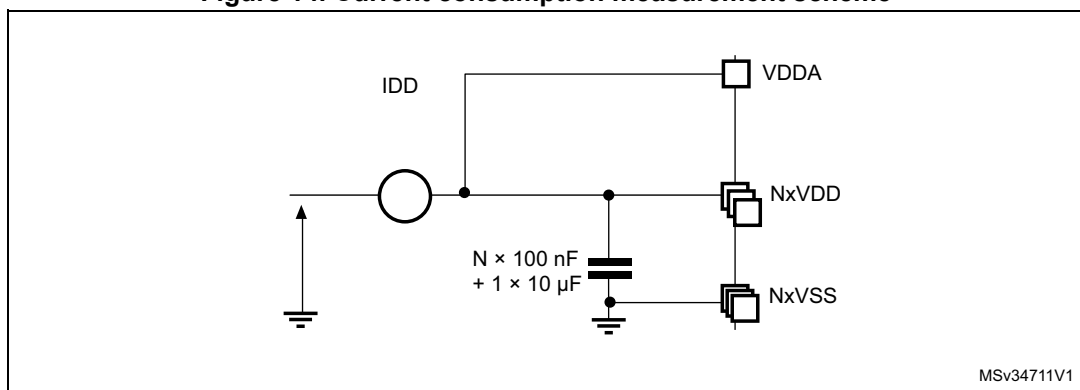 Figure 14. Current consumption measurement scheme
IDD
VDDA
NxVDD
N × 100 nF
+ 1 × 10 µF
NxVSS
MSv34711V1